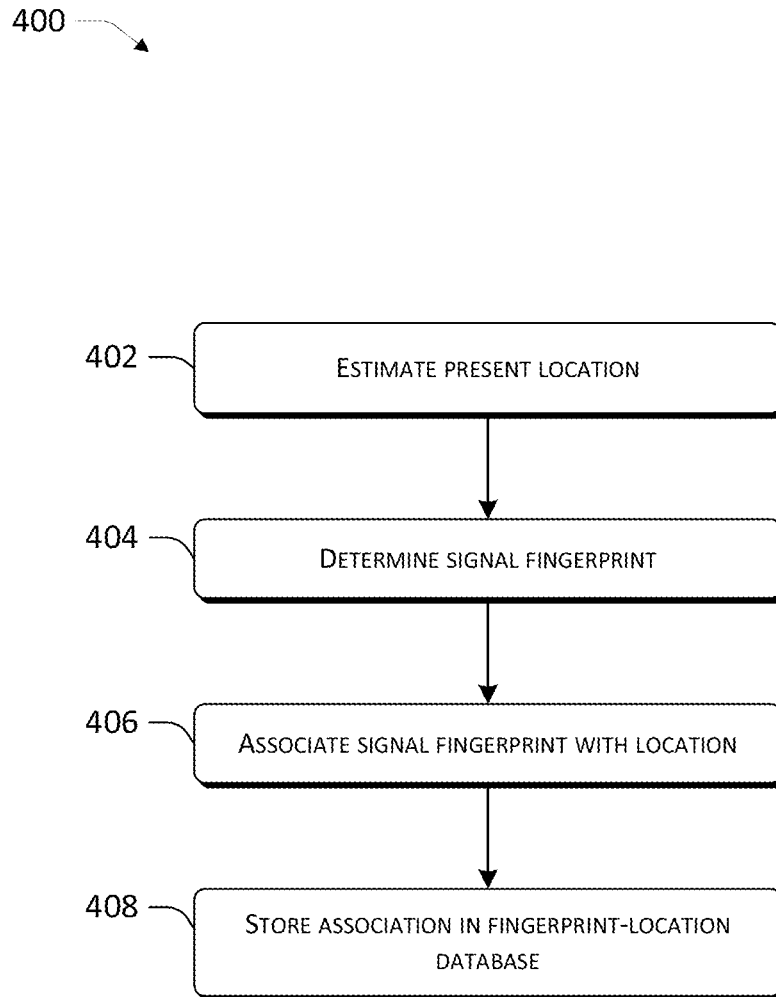 400
402
ESTIMATE PRESENT LOCATION
404
DETERMINE SIGNAL FINGERPRINT
406
ASSOCIATE SIGNAL FINGERPRINT WITH LOCATION
408
STORE ASSOCIATION IN FINGERPRINT-LOCATION
DATABASE